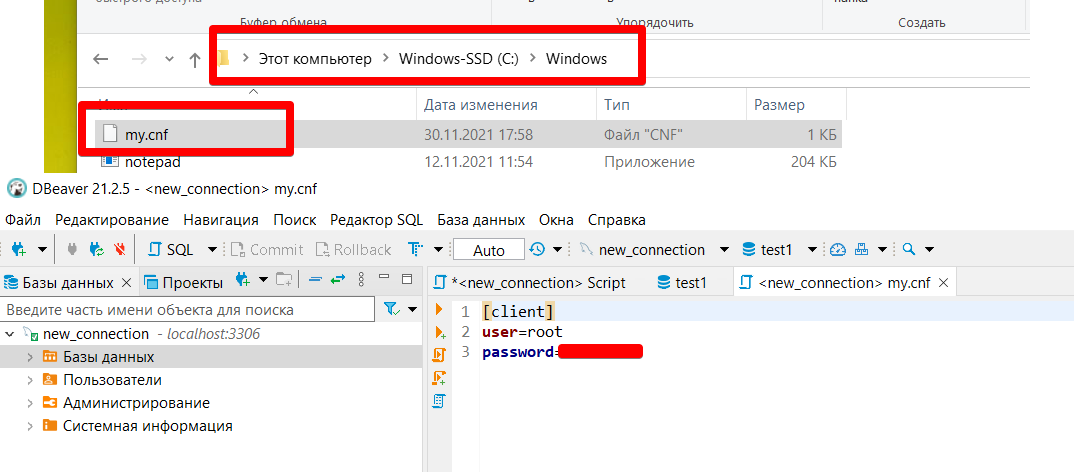 быстрого доступа
Буфер обмена
Упорядочить
папка
Создать
Этот компьютер > Windows-SSD (C:) > Windows
Имя Дата изменения Тип Размер
my.cnf 30.11.2021 17:58 Файл "CNF" 1 КБ
notepad 12.11.2021 11:54 Приложение 204 КБ
DBeaver 21.2.5 - <new_connection> my.cnf
Файл Редактирование Навигация Поиск Редактор SQL База данных Окна Справка
SQL Commit Rollback Auto new_connection test1
Базы данных Проекты
*<new_connection> Script test1 <new_connection> my.cnf
Введите часть имени объекта для поиска
new_connection - localhost:3306
Базы данных
Пользователи
Администрирование
Системная информация
1 [client]
2 user=root
3 password=